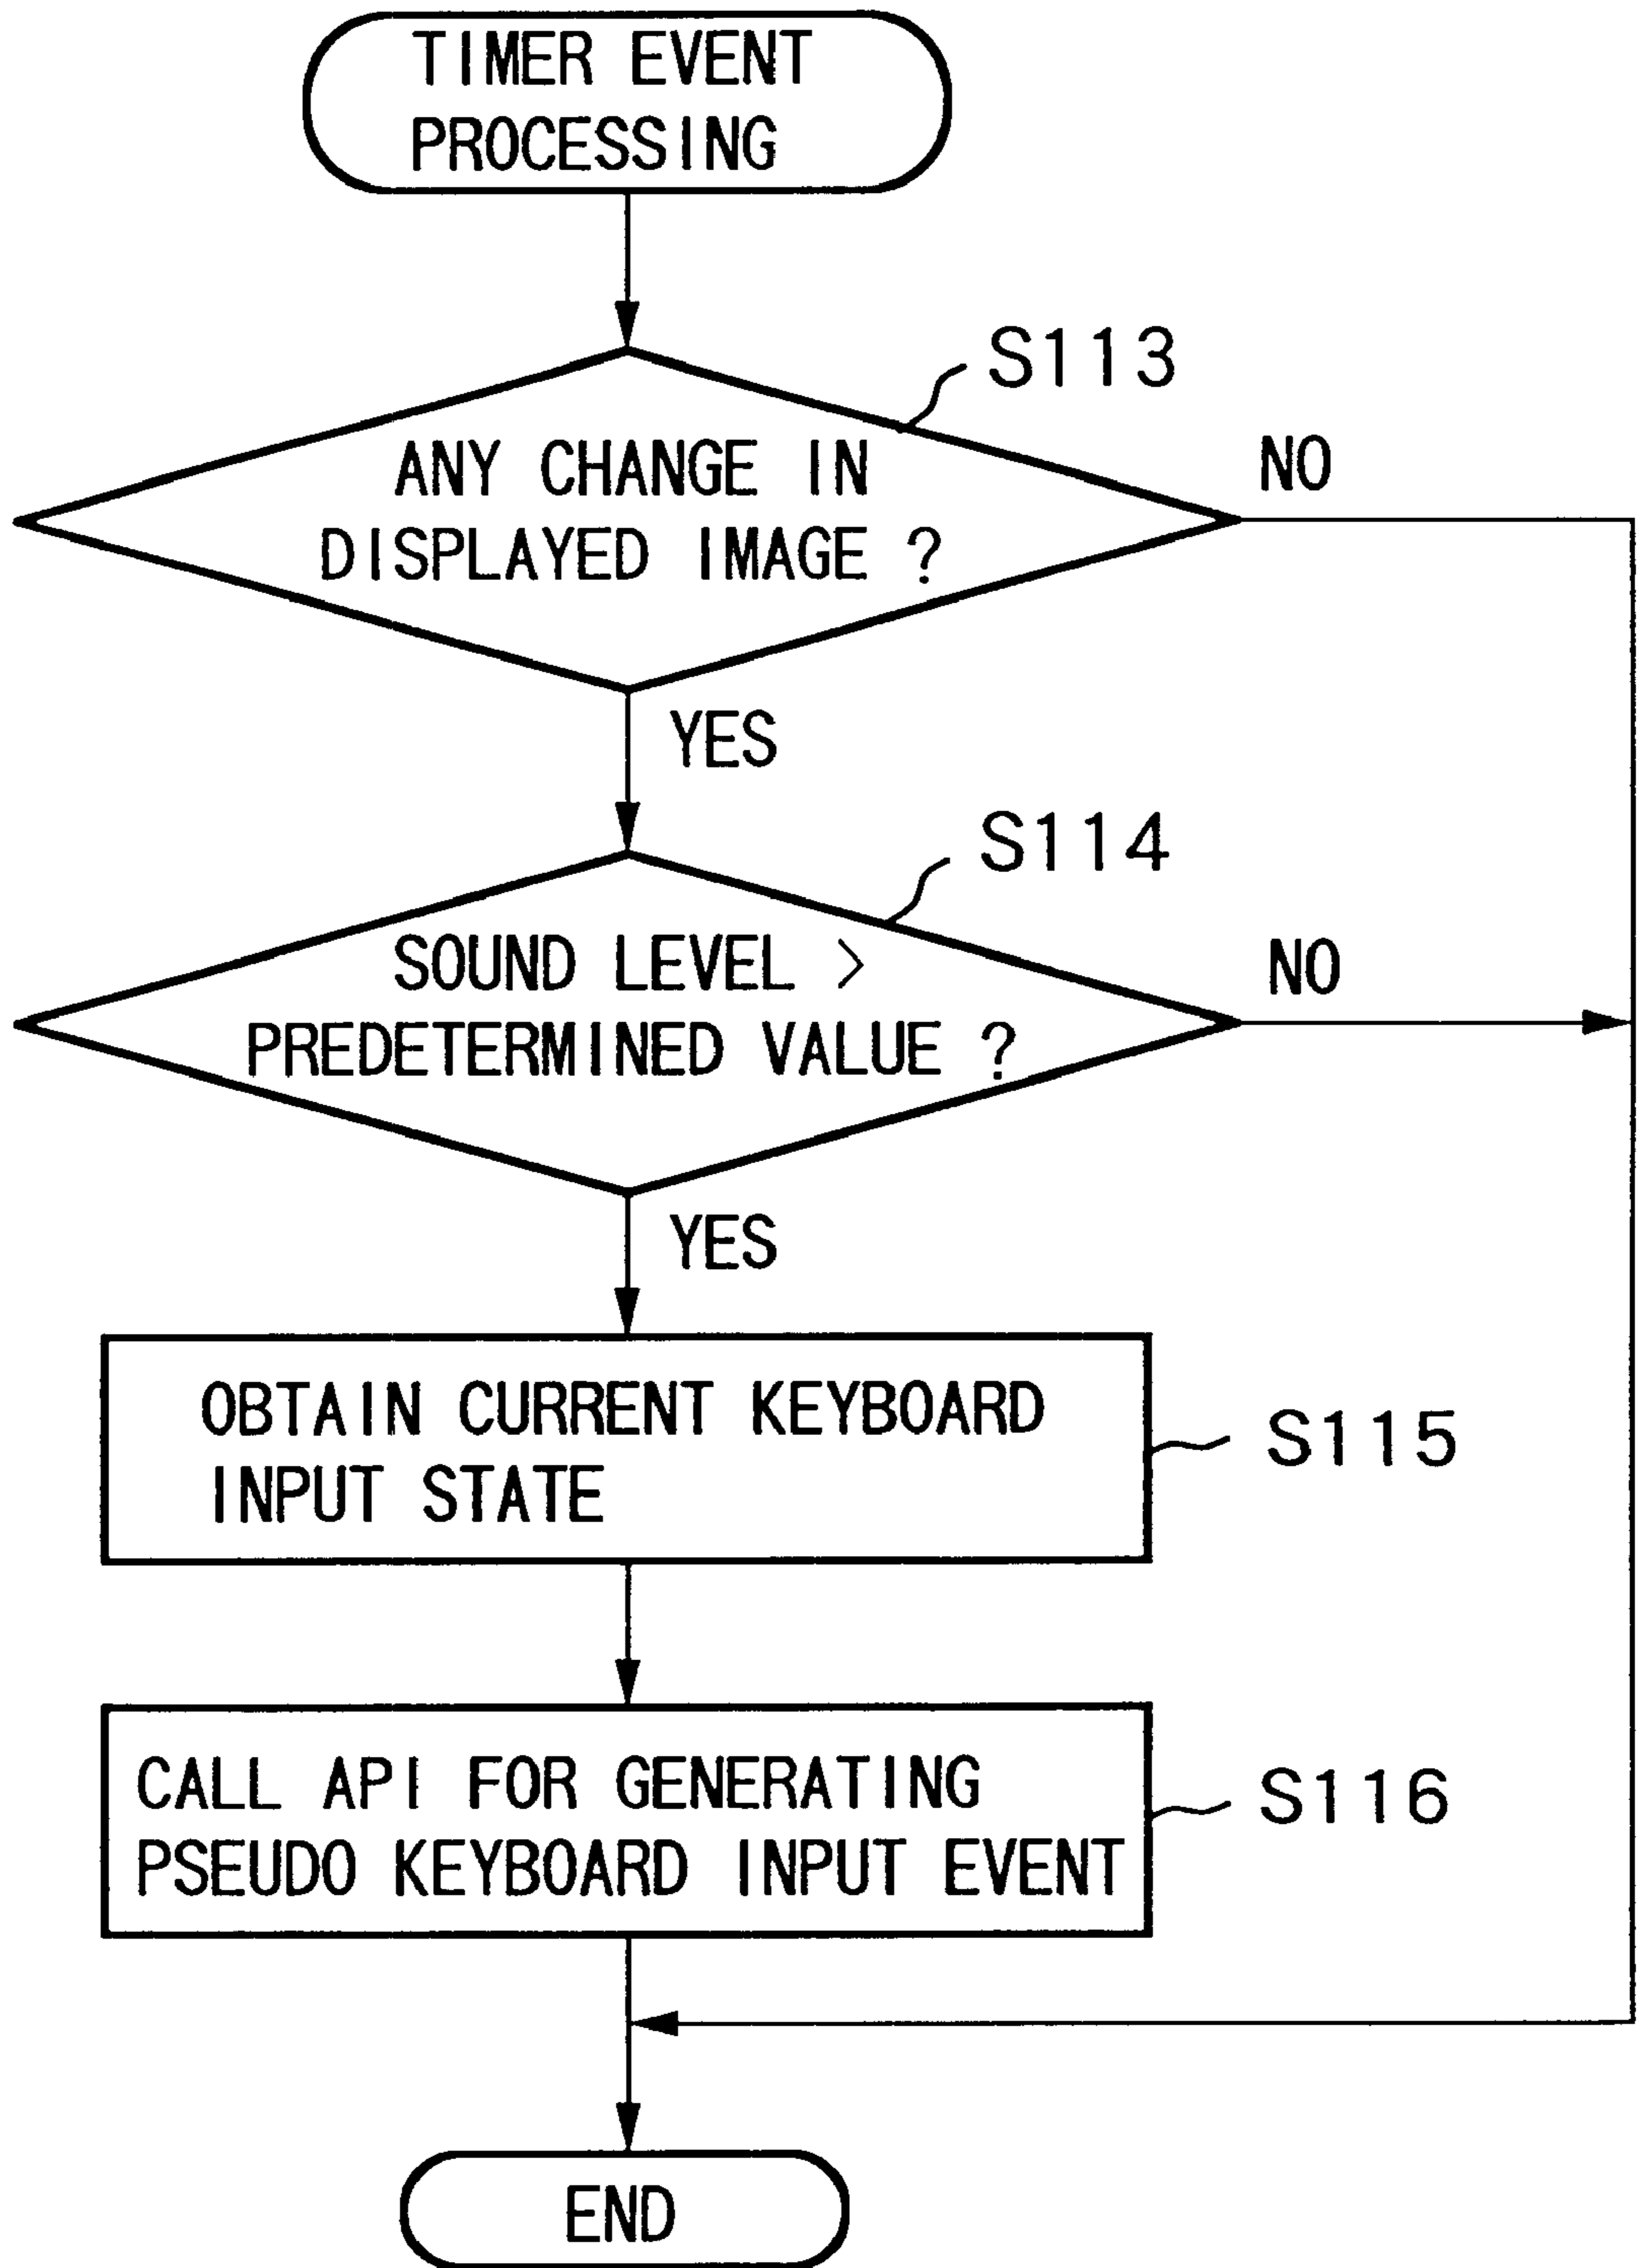 TIMER EVENT
PROCESSING
S113
ANY CHANGE IN
DISPLAYED IMAGE ?
NO
YES
S114
SOUND LEVEL >
PREDETERMINED VALUE ?
NO
YES
OBTAIN CURRENT KEYBOARD
INPUT STATE
S115
CALL API FOR GENERATING
PSEUDO KEYBOARD INPUT EVENT
S116
END